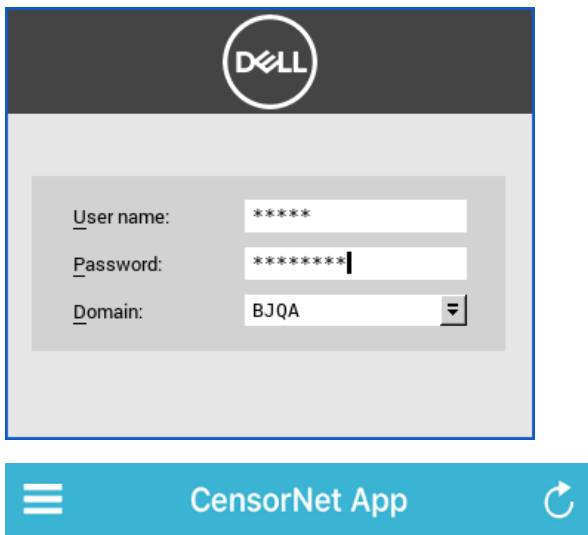 DELL
User name: *****
Password: ********
Domain: BJQA
CensorNet App